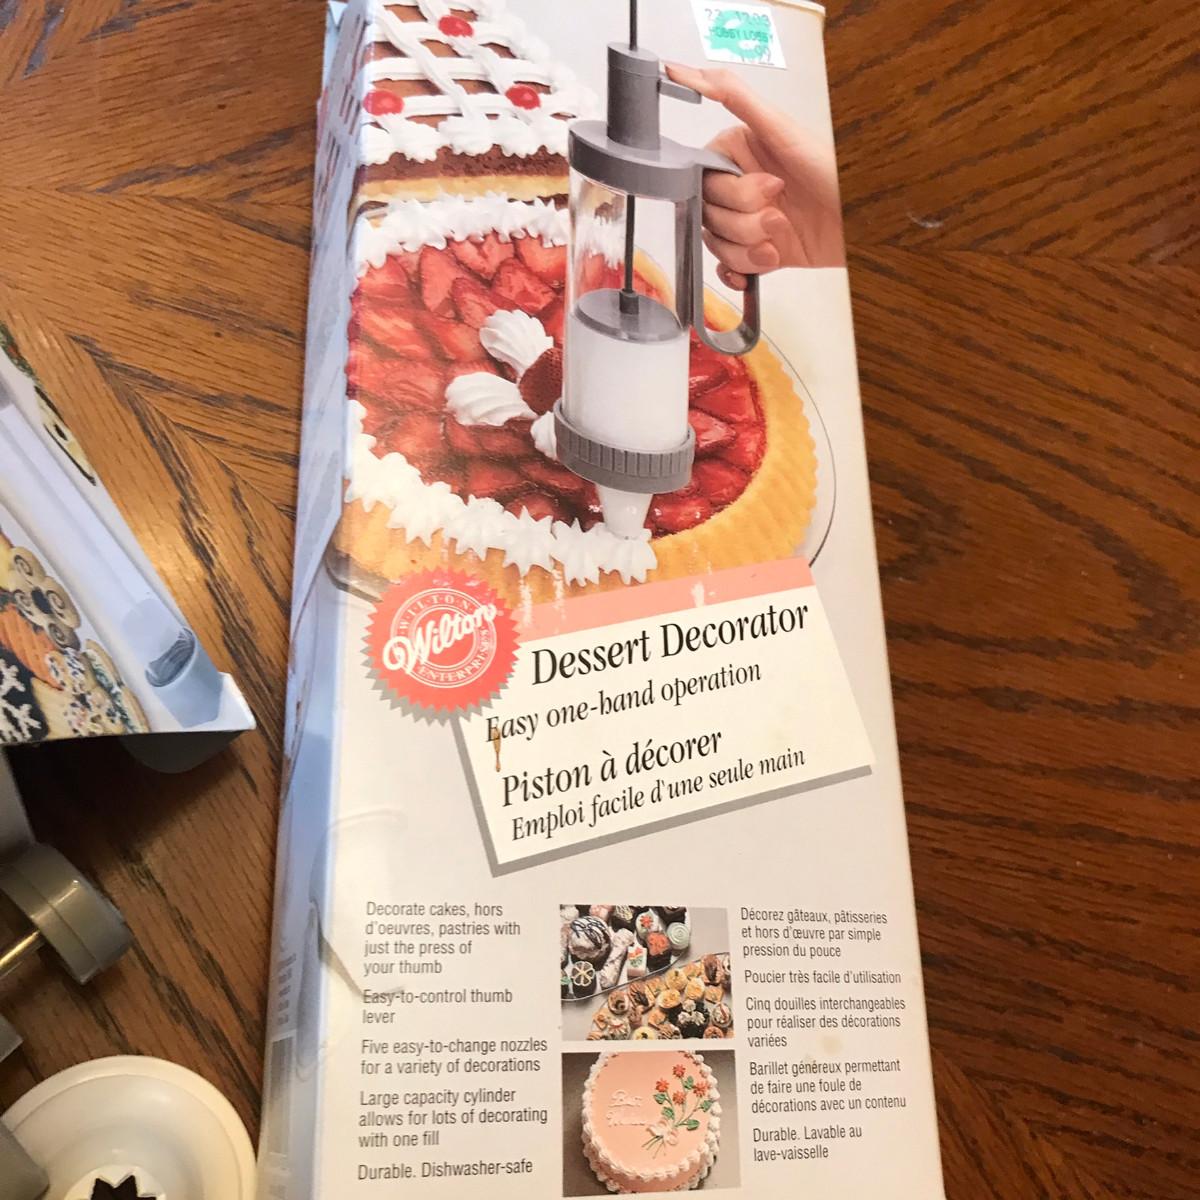 HOBBY LOBBY
WILTON
Wilton
ENTERPRISES
Dessert Decorator
Easy one-hand operation
Piston à décorer
Emploi facile d'une seule main
Decorate cakes, hors
d'oeuvres, pastries with
just the press of
your thumb
Easy-to-control thumb
lever
Five easy-to-change nozzles
for a variety of decorations
Large capacity cylinder
allows for lots of decorating
with one fill
Durable. Dishwasher-safe
Décorez gâteaux, pâtisseries
et hors d'œuvre par simple
pression du pouce
Poucier très facile d'utilisation
Cinq douilles interchangeables
pour réaliser des décorations
variées
Barillet généreux permettant
de faire une foule de
décorations avec un contenu
Durable. Lavable au
lave-vaisselle